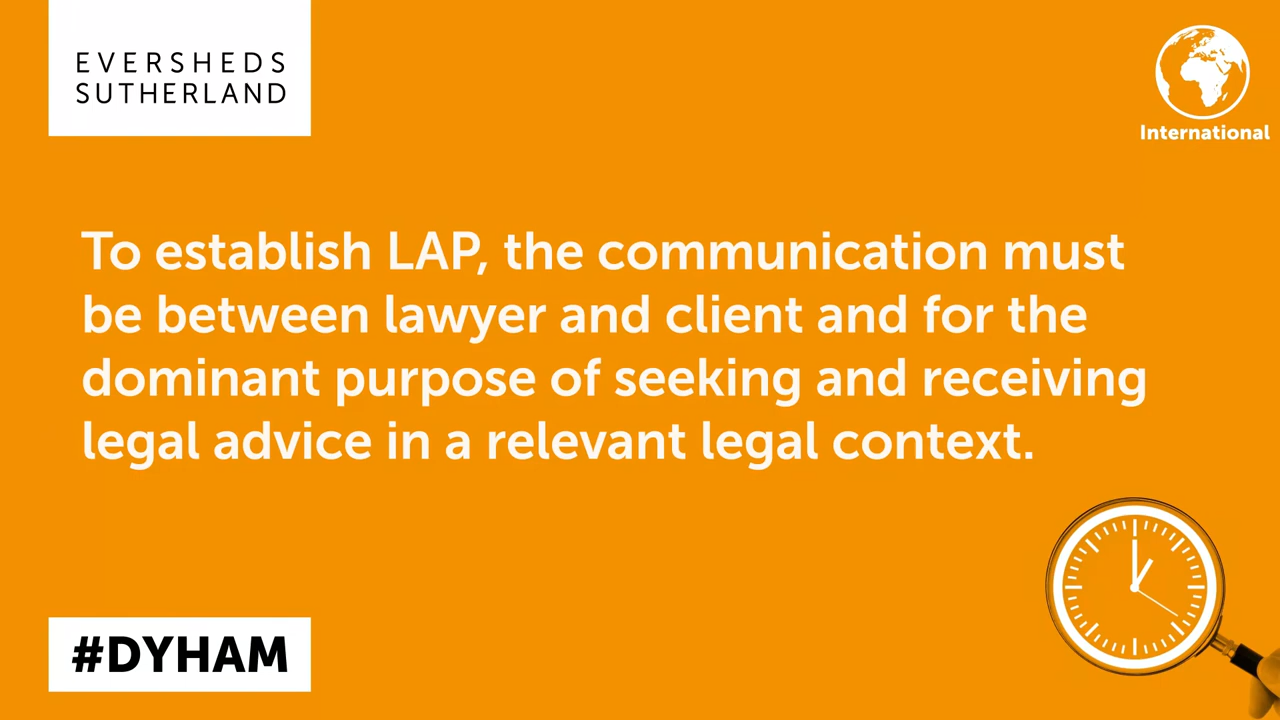 EVERSHEDS
SUTHERLAND
International
To establish LAP, the communication must
be between lawyer and client and for the
dominant purpose of seeking and receiving
legal advice in a relevant legal context.
#DYHAM